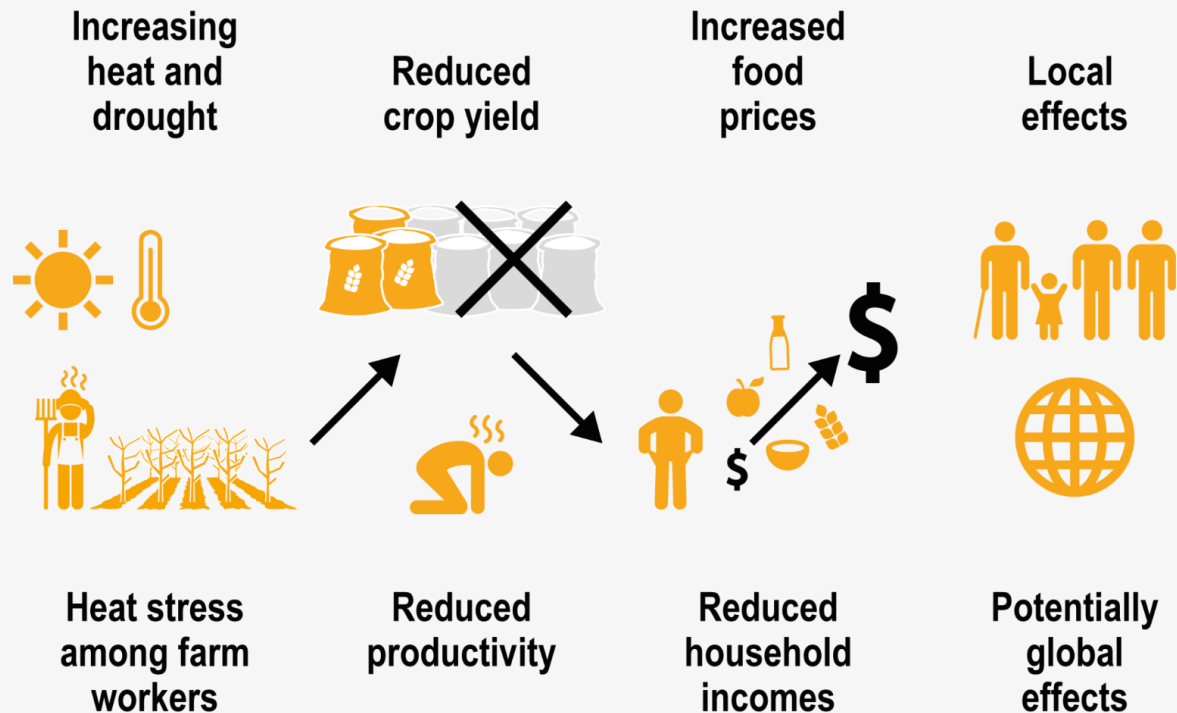 Increasing
heat and
drought
Reduced
crop yield
Increased
food
prices
Local
effects
$
$
Heat stress
among farm
workers
Reduced
productivity
Reduced
household
incomes
Potentially
global
effects